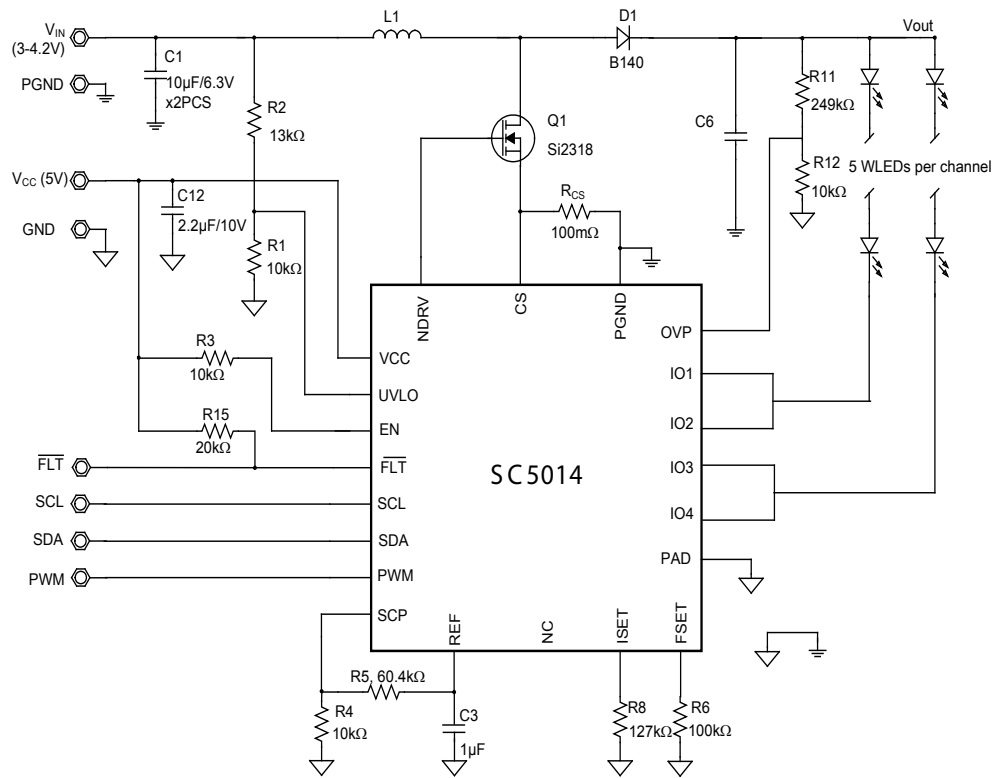 L1
D1
B140
Vout
VIN
(3-4.2V)
C1
10µF/6.3V
x2PCS
PGND
R2
13kΩ
Q1
Si2318
C6
R11
249kΩ
R12
10kΩ
5 WLEDs per channel
VCC (5V)
C12
2.2µF/10V
GND
R1
10kΩ
RCS
100mΩ
NDRV
CS
PGND
OVP
R3
10kΩ
VCC
IO1
UVLO
R15
20kΩ
EN
IO2
FLT
FLT
SC5014
IO3
SCL
SCL
IO4
SDA
SDA
PAD
PWM
PWM
SCP
REF
NC
ISET
FSET
R5, 60.4kΩ
R4
10kΩ
C3
1µF
R8
127kΩ
R6
100kΩ